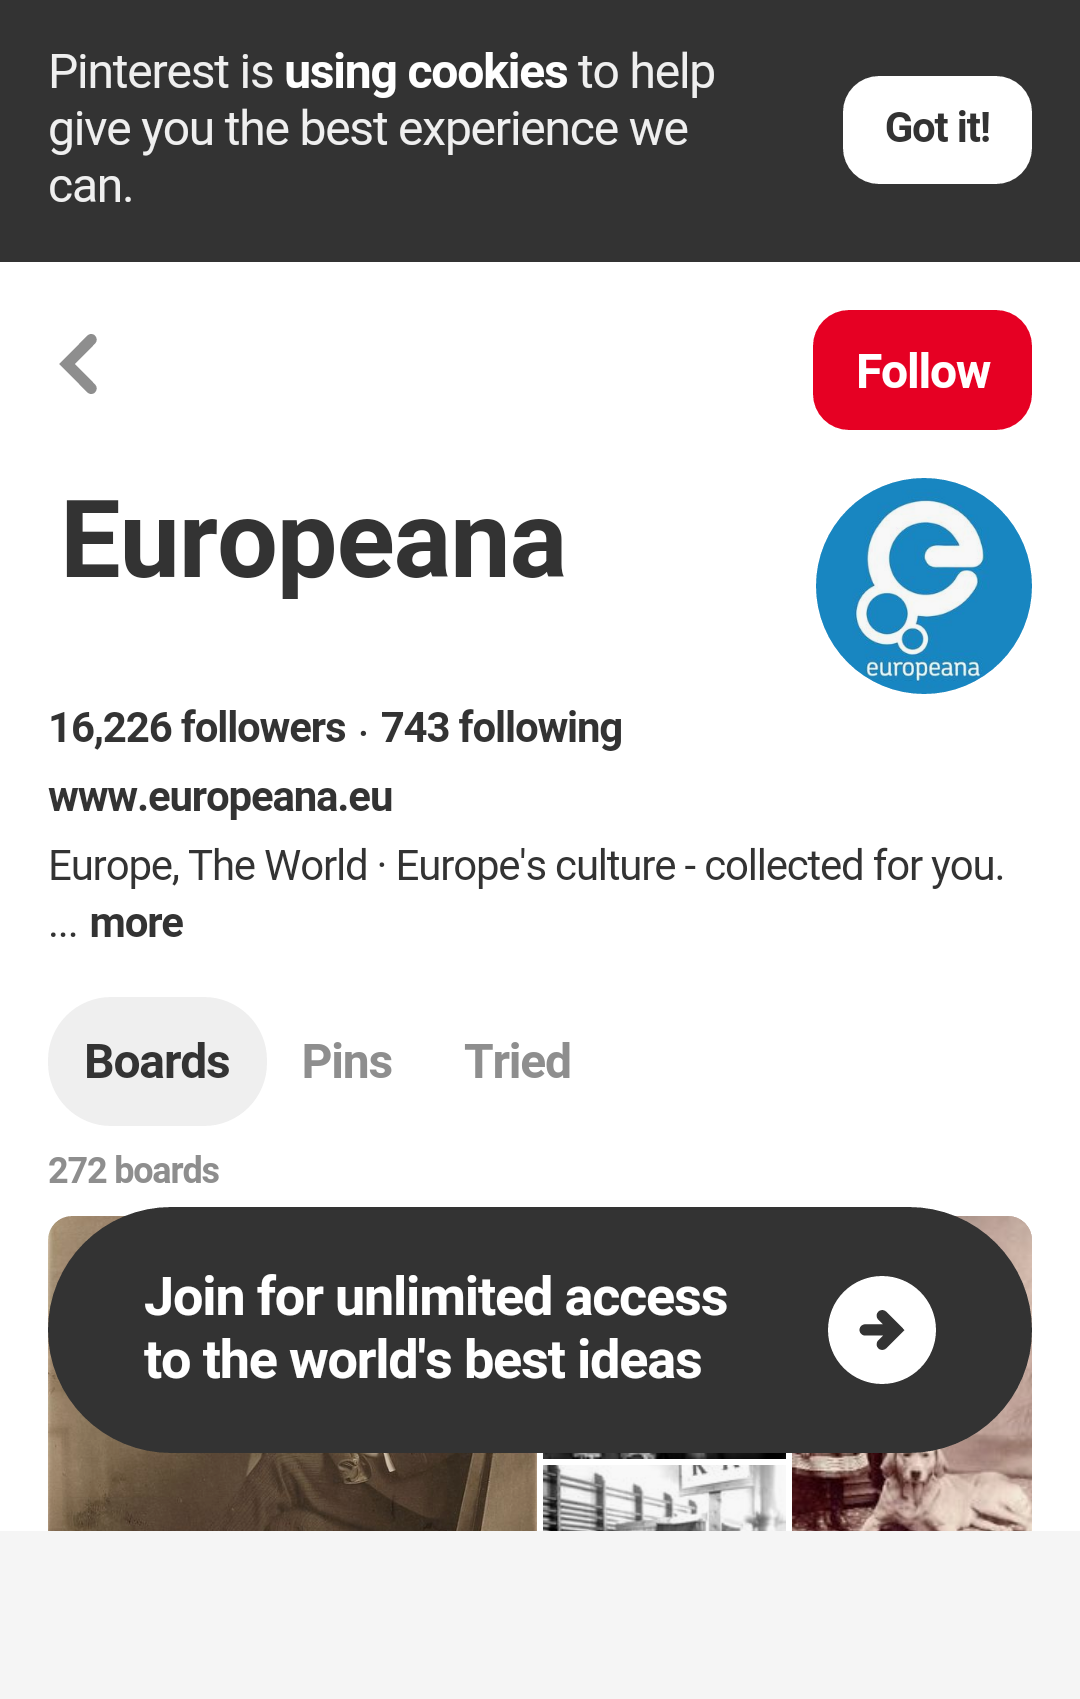 Pinterest is using cookies to help
give you the best experience we
can.
Got it!
Follow
Europeana
europeana
16,226 followers · 743 following
www.europeana.eu
Europe, The World · Europe's culture - collected for you.
... more
Boards
Pins
Tried
272 boards
Join for unlimited access
to the world's best ideas